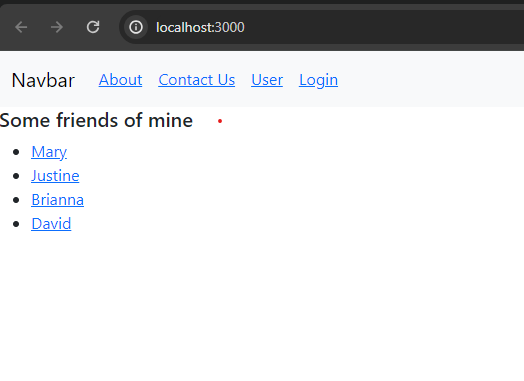 localhost:3000
Navbar About Contact Us User Login
Some friends of mine
Mary
Justine
Brianna
David